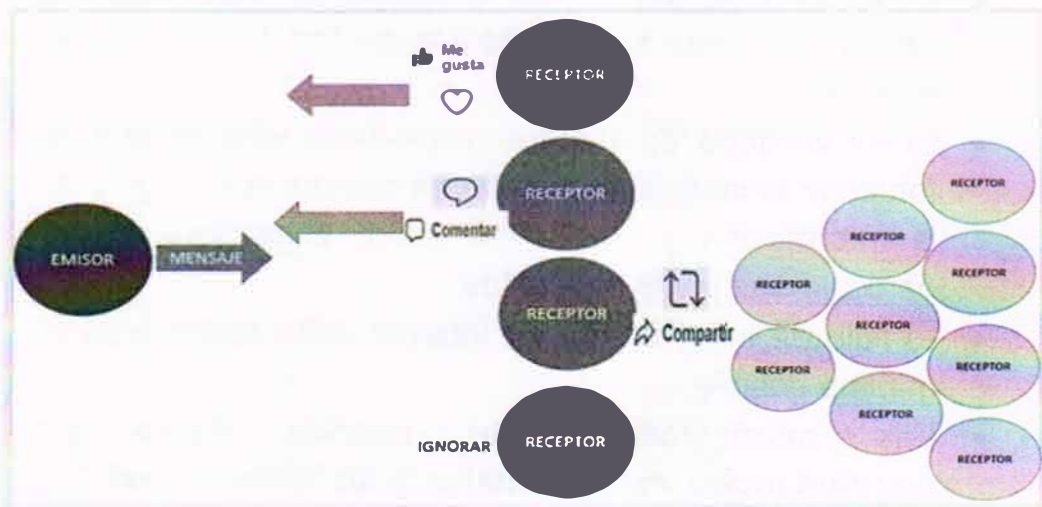 EMISOR
MENSAJE
Me
gusta
RECEPTOR
RECEPTOR
Comentar
RECEPTOR
Compartir
IGNORAR
RECEPTOR
RECEPTOR
RECEPTOR
RECEPTOR
RECEPTOR
RECEPTOR
RECEPTOR
RECEPTOR
RECEPTOR
RECEPTOR